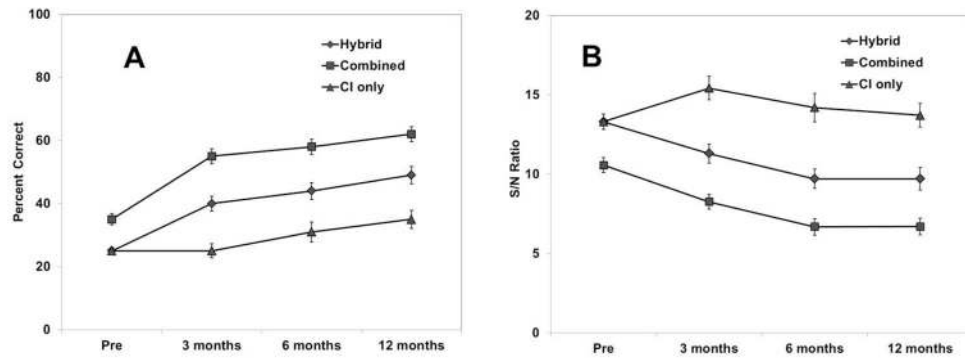 100
80
60
40
20
0
Percent Correct
A
Hybrid
Combined
CI only
Pre
3 months
6 months
12 months
20
15
10
5
0
S/N Ratio
B
Hybrid
Combined
CI only
Pre
3 months
6 months
12 months